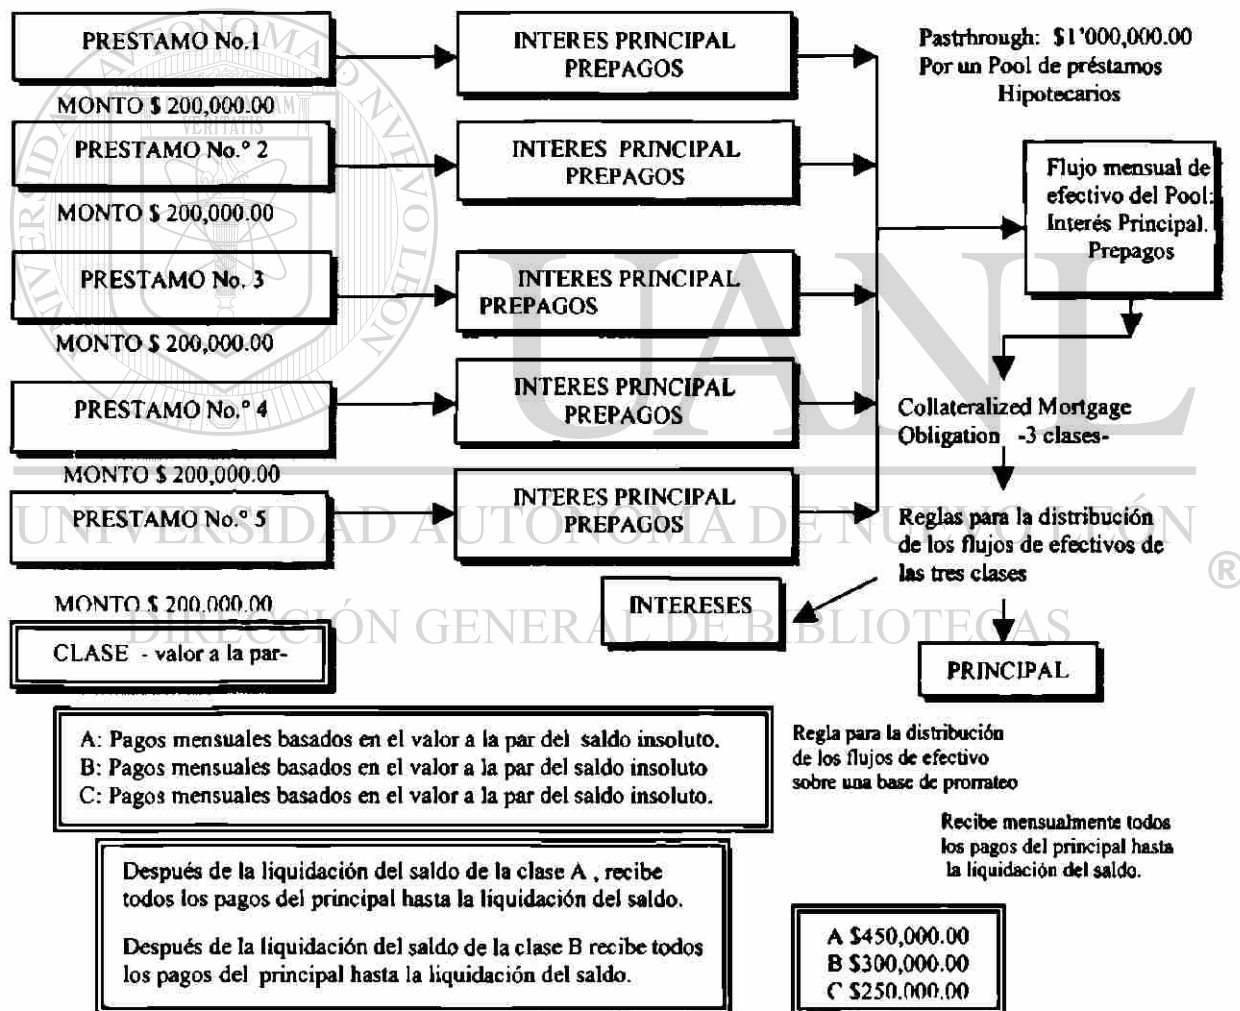 PRESTAMO No.1
INTERES PRINCIPAL
PREPAGOS
Pastrhrough: $1'000,000.00
Por un Pool de préstamos
Hipotecarios
MONTO $ 200,000.00
PRESTAMO No.º 2
INTERES PRINCIPAL
PREPAGOS
Flujo mensual de
efectivo del Pool:
Interés Principal.
Prepagos
MONTO $ 200,000.00
PRESTAMO No. 3
INTERES PRINCIPAL
PREPAGOS
MONTO $ 200,000.00
PRESTAMO No.º 4
INTERES PRINCIPAL
PREPAGOS
Collateralized Mortgage
Obligation -3 clases-
MONTO $ 200,000.00
PRESTAMO No.º 5
INTERES PRINCIPAL
PREPAGOS
Reglas para la distribución
de los flujos de efectivos de
las tres clases
MONTO $ 200.000.00
INTERESES
CLASE - valor a la par-
PRINCIPAL
A: Pagos mensuales basados en el valor a la par del saldo insoluto.
B: Pagos mensuales basados en el valor a la par del saldo insoluto
C: Pagos mensuales basados en el valor a la par del saldo insoluto.
Regla para la distribución
de los flujos de efectivo
sobre una base de prorrateo
Recibe mensualmente todos
los pagos del principal hasta
la liquidación del saldo.
Después de la liquidación del saldo de la clase A , recibe
todos los pagos del principal hasta la liquidación del saldo.
Después de la liquidación del saldo de la clase B recibe todos
los pagos del principal hasta la liquidación del saldo.
A $450,000.00
B $300,000.00
C $250.000.00
UANL
UNIVERSIDAD AUTÓNOMA DE NUEVO LEÓN
®
DIRECCIÓN GENERAL DE BIBLIOTECAS
UNIVERSIDAD AUTONOMA DE NUEVO LEON
VERITATIS